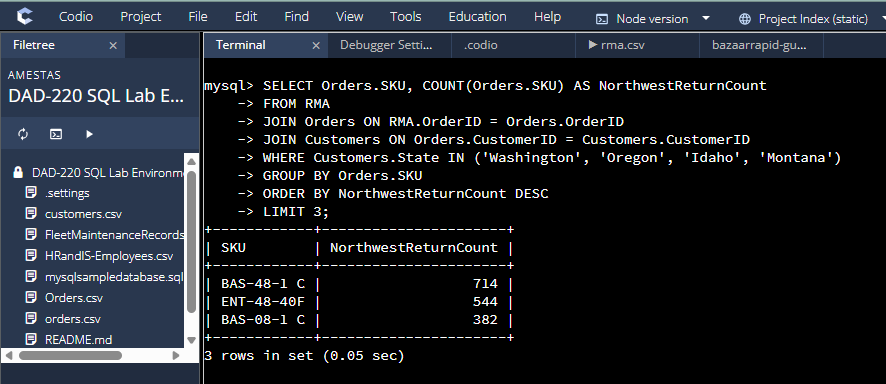 Codio Project File Edit Find View Tools Education Help Node version Project Index (static)
Filetree × Terminal × Debugger Setti... .codio rma.csv bazaarrapid-gu...
AMESTAS
DAD-220 SQL Lab E...
DAD-220 SQL Lab Environme
.settings
customers.csv
FleetMaintenanceRecords
HRandIS-Employees.csv
mysqlsampledatabase.sql
Orders.csv
orders.csv
README.md
mysql> SELECT Orders.SKU, COUNT(Orders.SKU) AS NorthwestReturnCount
-> FROM RMA
-> JOIN Orders ON RMA.OrderID = Orders.OrderID
-> JOIN Customers ON Orders.CustomerID = Customers.CustomerID
-> WHERE Customers.State IN ('Washington', 'Oregon', 'Idaho', 'Montana')
-> GROUP BY Orders.SKU
-> ORDER BY NorthwestReturnCount DESC
-> LIMIT 3;
+------------+----------------------+
| SKU | NorthwestReturnCount |
+------------+----------------------+
| BAS-48-1 C | 714 |
| ENT-48-40F | 544 |
| BAS-08-1 C | 382 |
+------------+----------------------+
3 rows in set (0.05 sec)